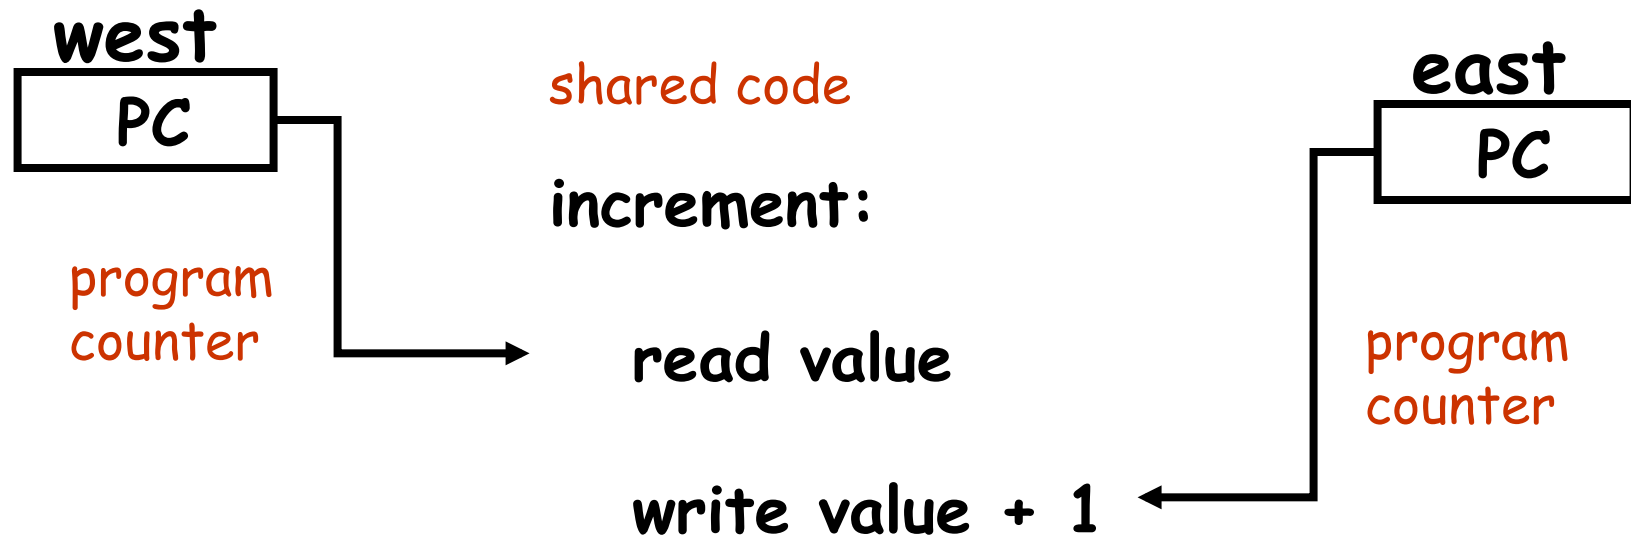 west
PC
program
counter
shared code
increment:
read value
write value + 1
east
PC
program
counter